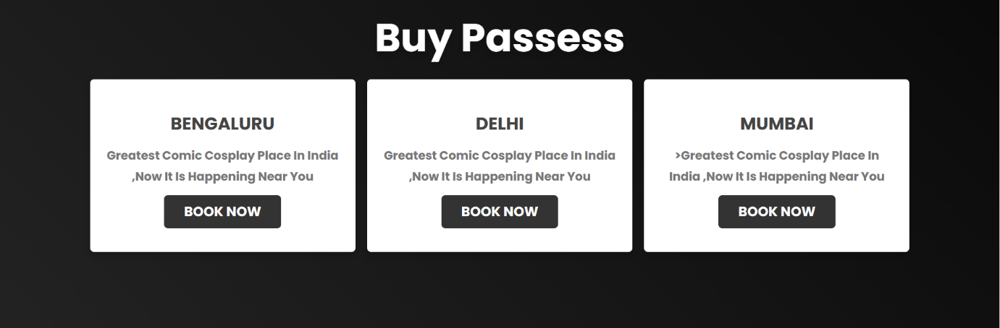 Buy Passess
BENGALURU
Greatest Comic Cosplay Place In India
,Now It Is Happening Near You
BOOK NOW
DELHI
Greatest Comic Cosplay Place In India
,Now It Is Happening Near You
BOOK NOW
MUMBAI
>Greatest Comic Cosplay Place In
India ,Now It Is Happening Near You
BOOK NOW